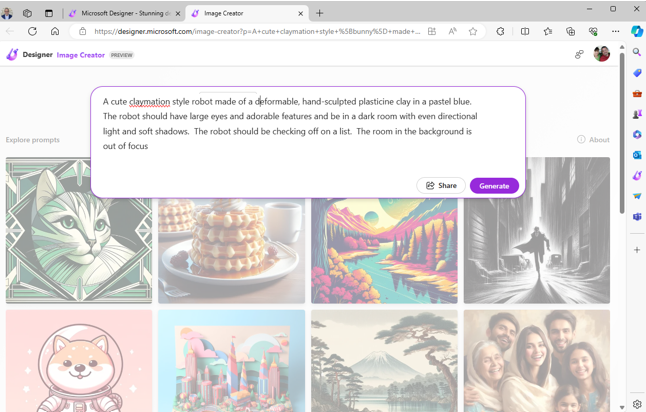 Microsoft Designer - Stunning d
Image Creator
https://designer.microsoft.com/image-creator?p=A+cute+claymation+style+%5Bbunny%5D+made+...
Designer Image Creator PREVIEW
A cute claymation style robot made of a deformable, hand-sculpted plasticine clay in a pastel blue.
The robot should have large eyes and adorable features and be in a dark room with even directional
light and soft shadows.  The robot should be checking off on a list.  The room in the background is
out of focus
Explore prompts
About
Share
Generate